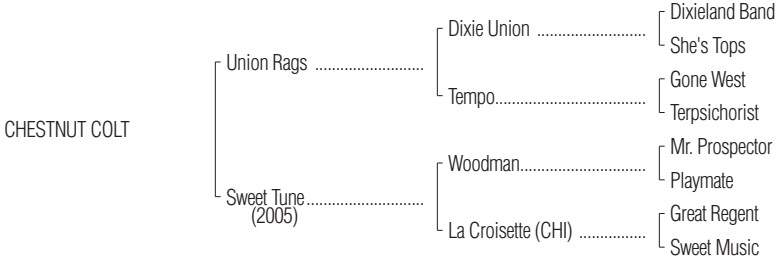 CHESTNUT COLT
Union Rags ..........................
Sweet Tune ...........................
(2005)
Dixie Union ........................
Tempo.................................
Woodman............................
La Croisette (CHI) ...............
Dixieland Band
She's Tops
Gone West
Terpsichorist
Mr. Prospector
Playmate
Great Regent
Sweet Music